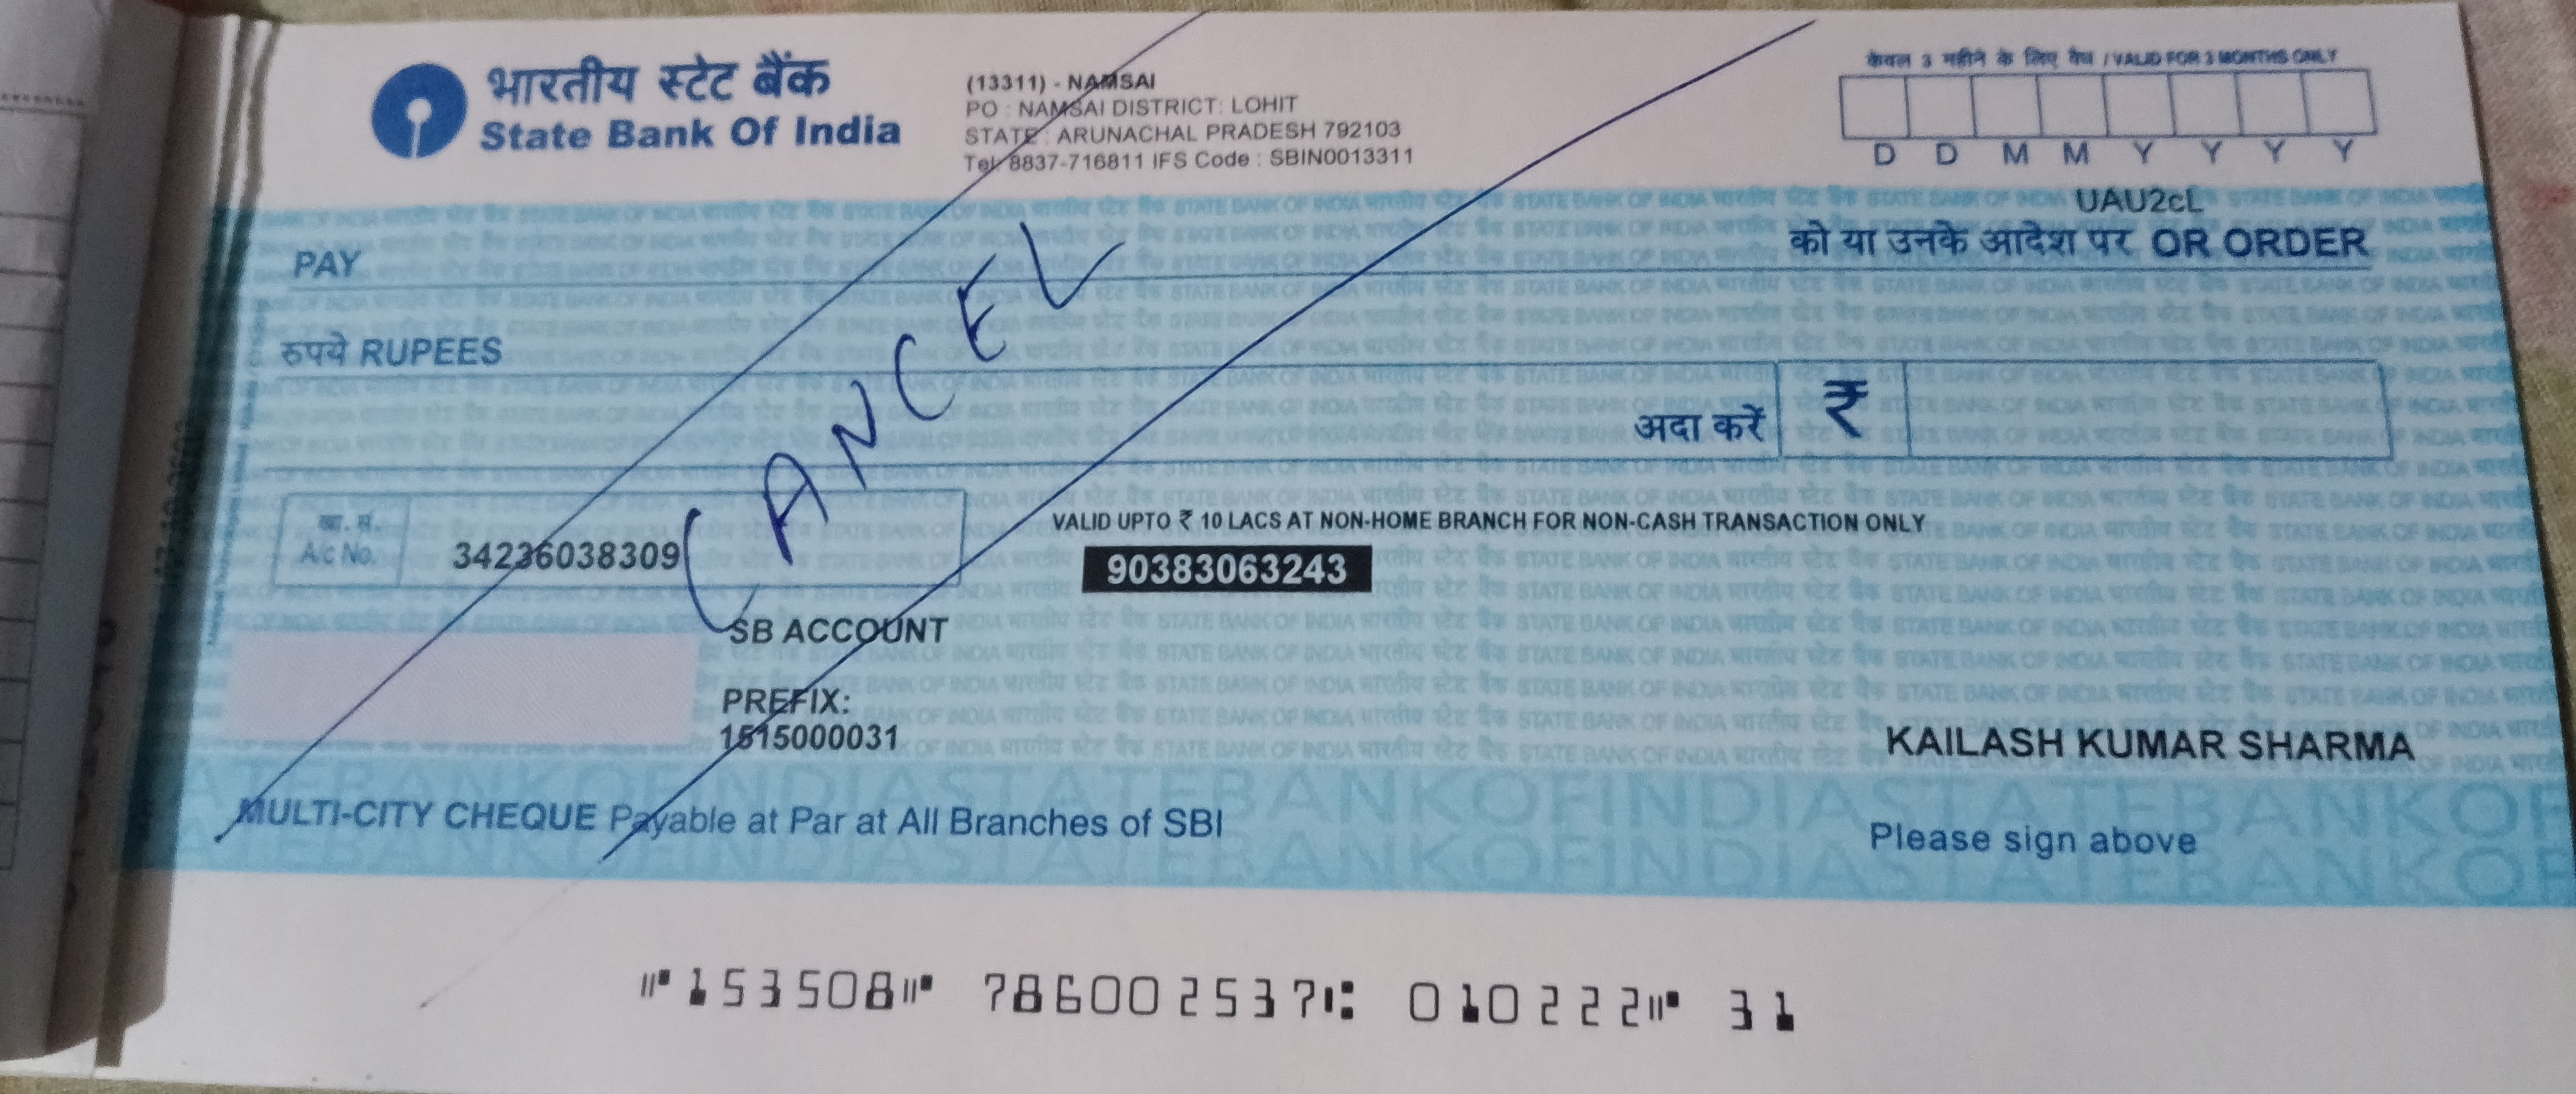 भारतीय स्टेट बैंक
State Bank Of India
(13311) - NAMSAI
PO : NAMSAI DISTRICT: LOHIT
STATE : ARUNACHAL PRADESH 792103
Tel: 8837-716811 IFS Code : SBIN0013311
केवल 3 महीने के लिए वैध / VALID FOR 3 MONTHS ONLY
D D M M Y Y Y Y
UAU2cL
PAY
को या उनके आदेश पर OR ORDER
रुपये RUPEES
अदा करें ₹
CANCEL
खा. सं.
A/c No.
34236038309
VALID UPTO ₹ 10 LACS AT NON-HOME BRANCH FOR NON-CASH TRANSACTION ONLY
90383063243
SB ACCOUNT
PREFIX:
1515000031
KAILASH KUMAR SHARMA
MULTI-CITY CHEQUE Payable at Par at All Branches of SBI
Please sign above
⑈153508⑈ 786002537⑆ 010222⑈ 31